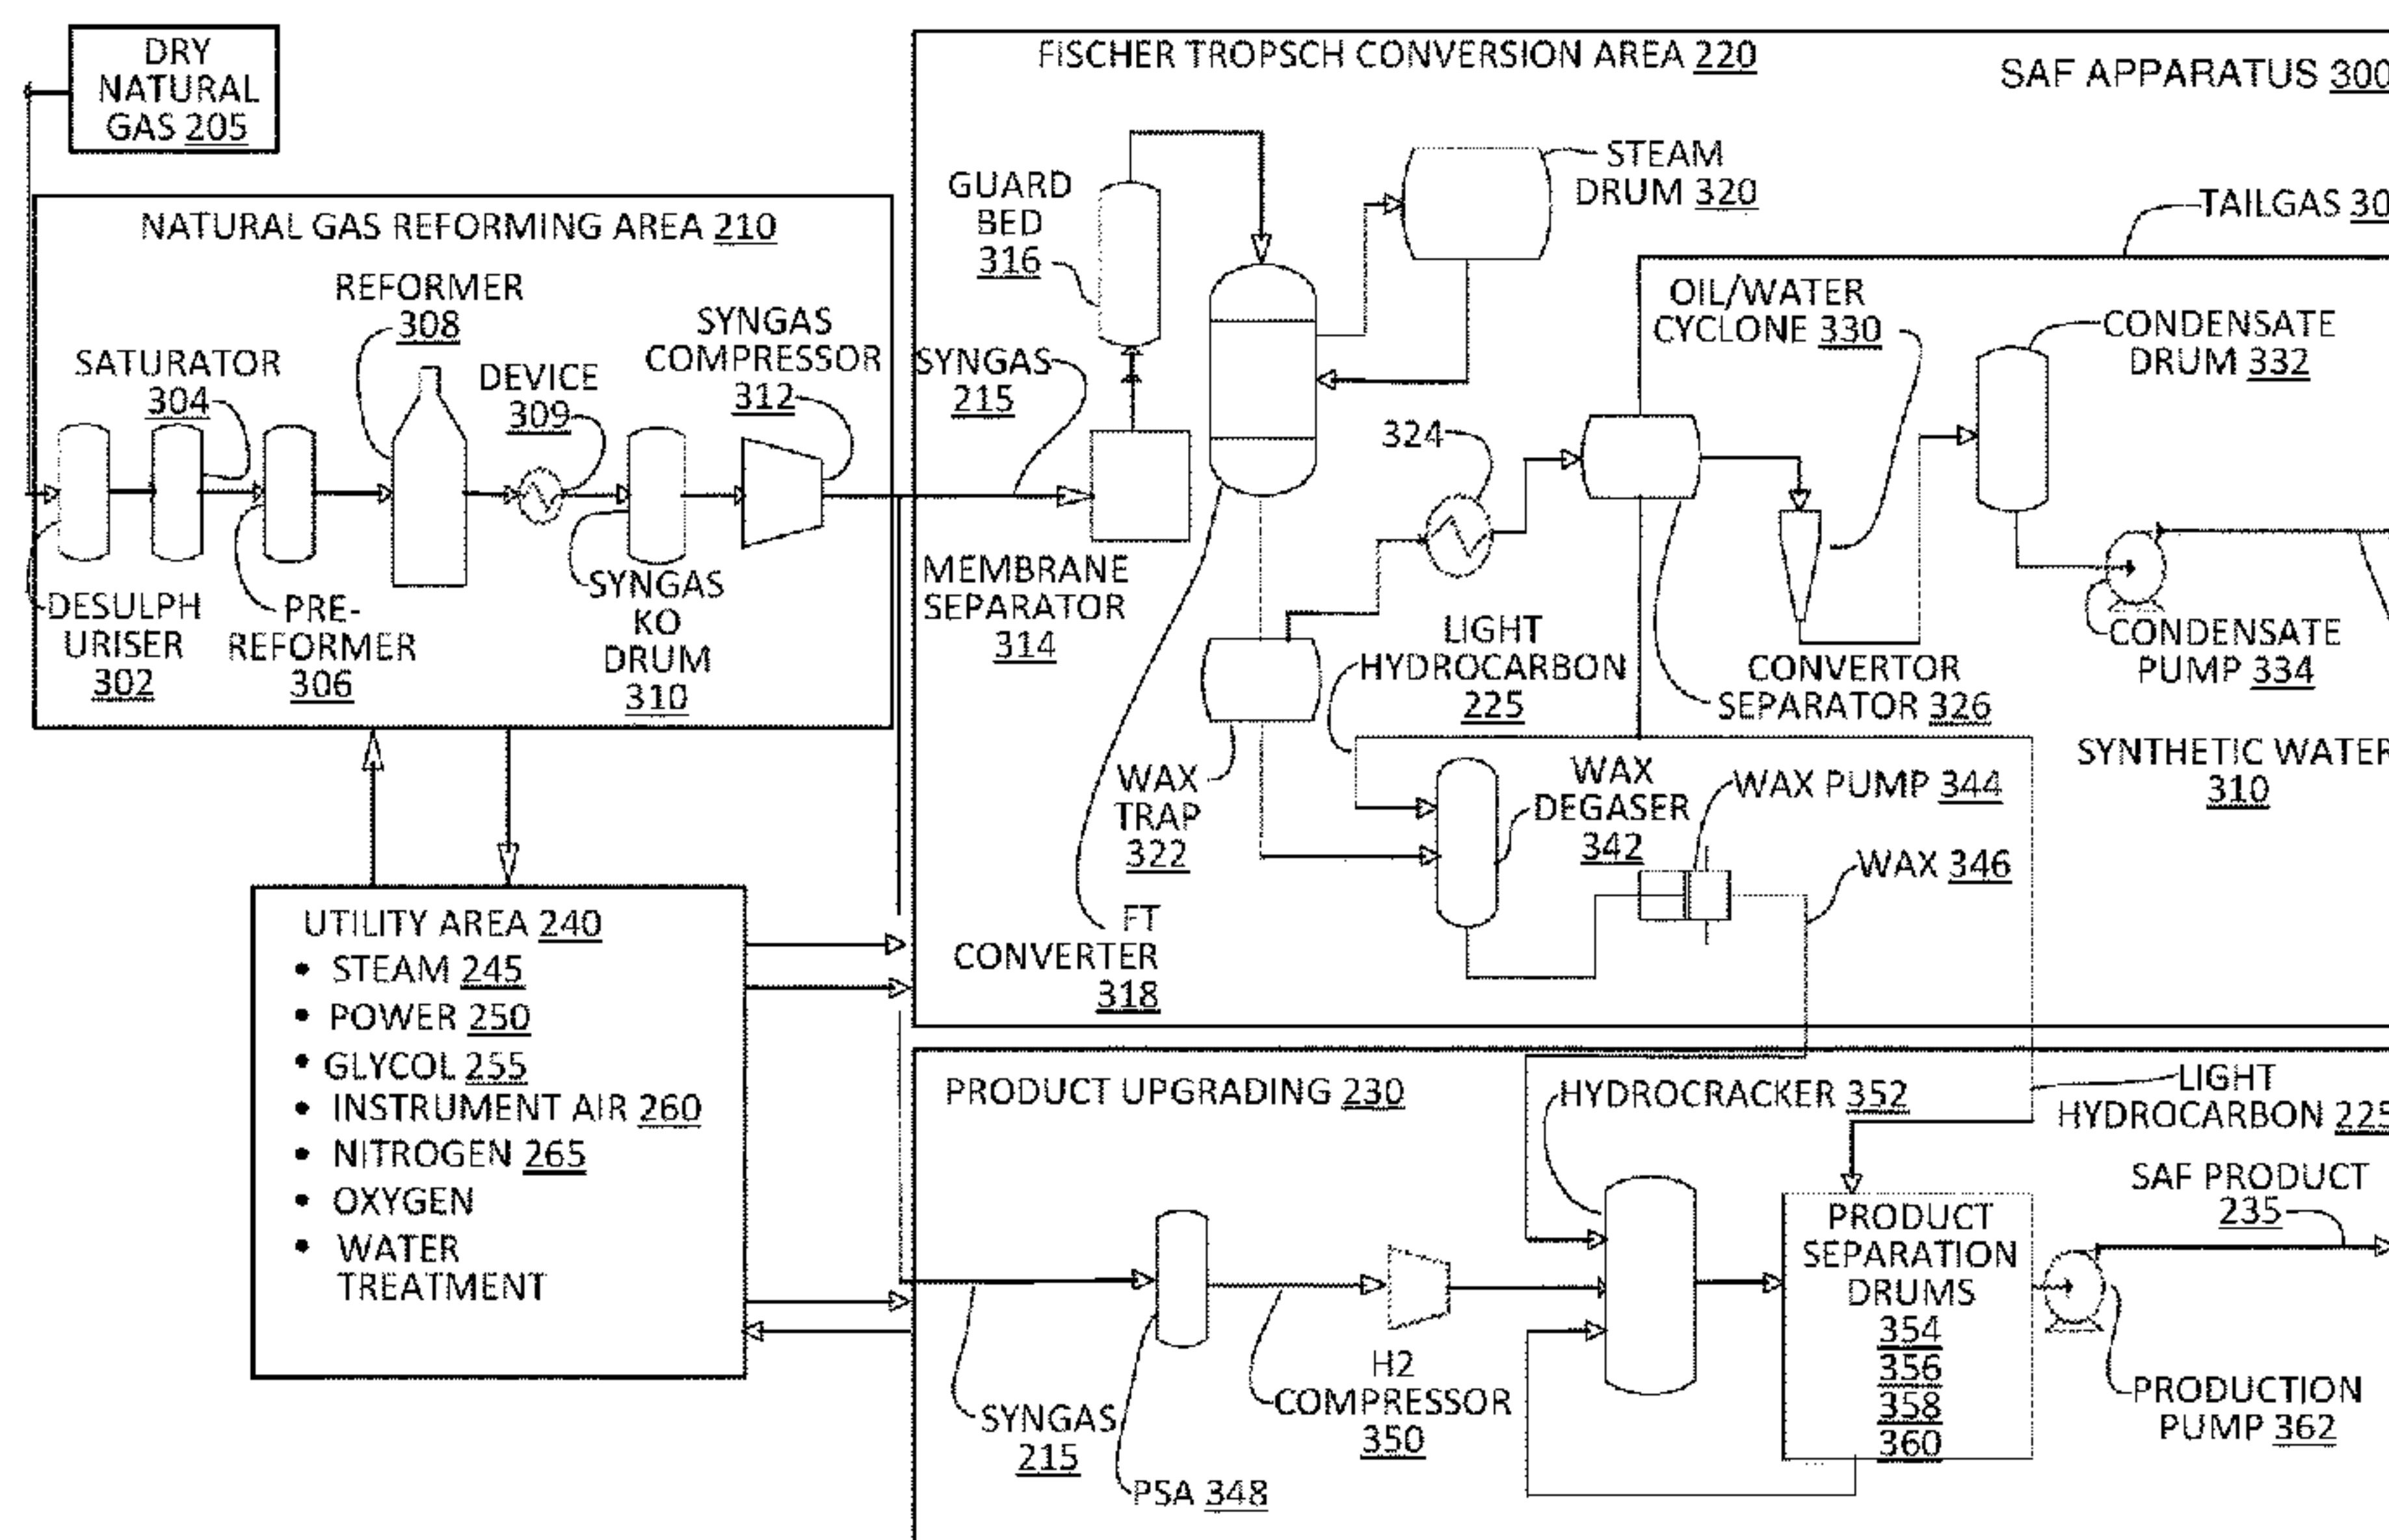 DRY
NATURAL
GAS 205
FISCHER TROPSCH CONVERSION AREA 220
SAF APPARATUS 300
STEAM
DRUM 320
GUARD
BED
316
TAILGAS 30
NATURAL GAS REFORMING AREA 210
REFORMER
308
SYNGAS
COMPRESSOR
312
SATURATOR
304
DEVICE
309
SYNGAS
215
OIL/WATER
CYCLONE 330
CONDENSATE
DRUM 332
324
DESULPH
URISER
302
PRE-
REFORMER
306
SYNGAS
KO
DRUM
310
MEMBRANE
SEPARATOR
314
LIGHT
HYDROCARBON
225
CONVERTOR
SEPARATOR 326
CONDENSATE
PUMP 334
SYNTHETIC WATER
310
WAX
TRAP
322
WAX
DEGASER
342
WAX PUMP 344
WAX 346
FT
CONVERTER
318
UTILITY AREA 240
• STEAM 245
• POWER 250
• GLYCOL 255
• INSTRUMENT AIR 260
• NITROGEN 265
• OXYGEN
• WATER
TREATMENT
PRODUCT UPGRADING 230
HYDROCRACKER 352
LIGHT
HYDROCARBON 225
SAF PRODUCT
235
PRODUCT
SEPARATION
DRUMS
354
356
358
360
H2
COMPRESSOR
350
SYNGAS
215
PSA 348
PRODUCTION
PUMP 362